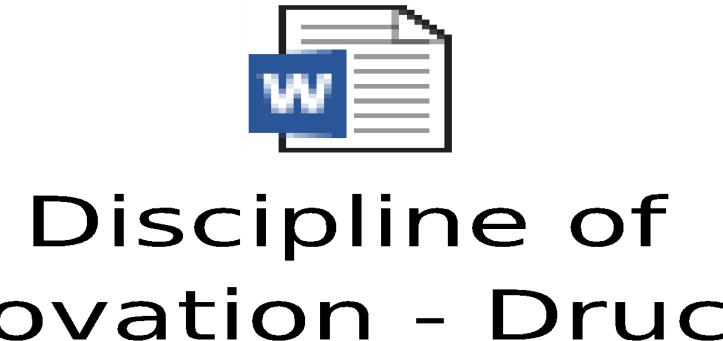 W
Discipline of
ovation - Druc